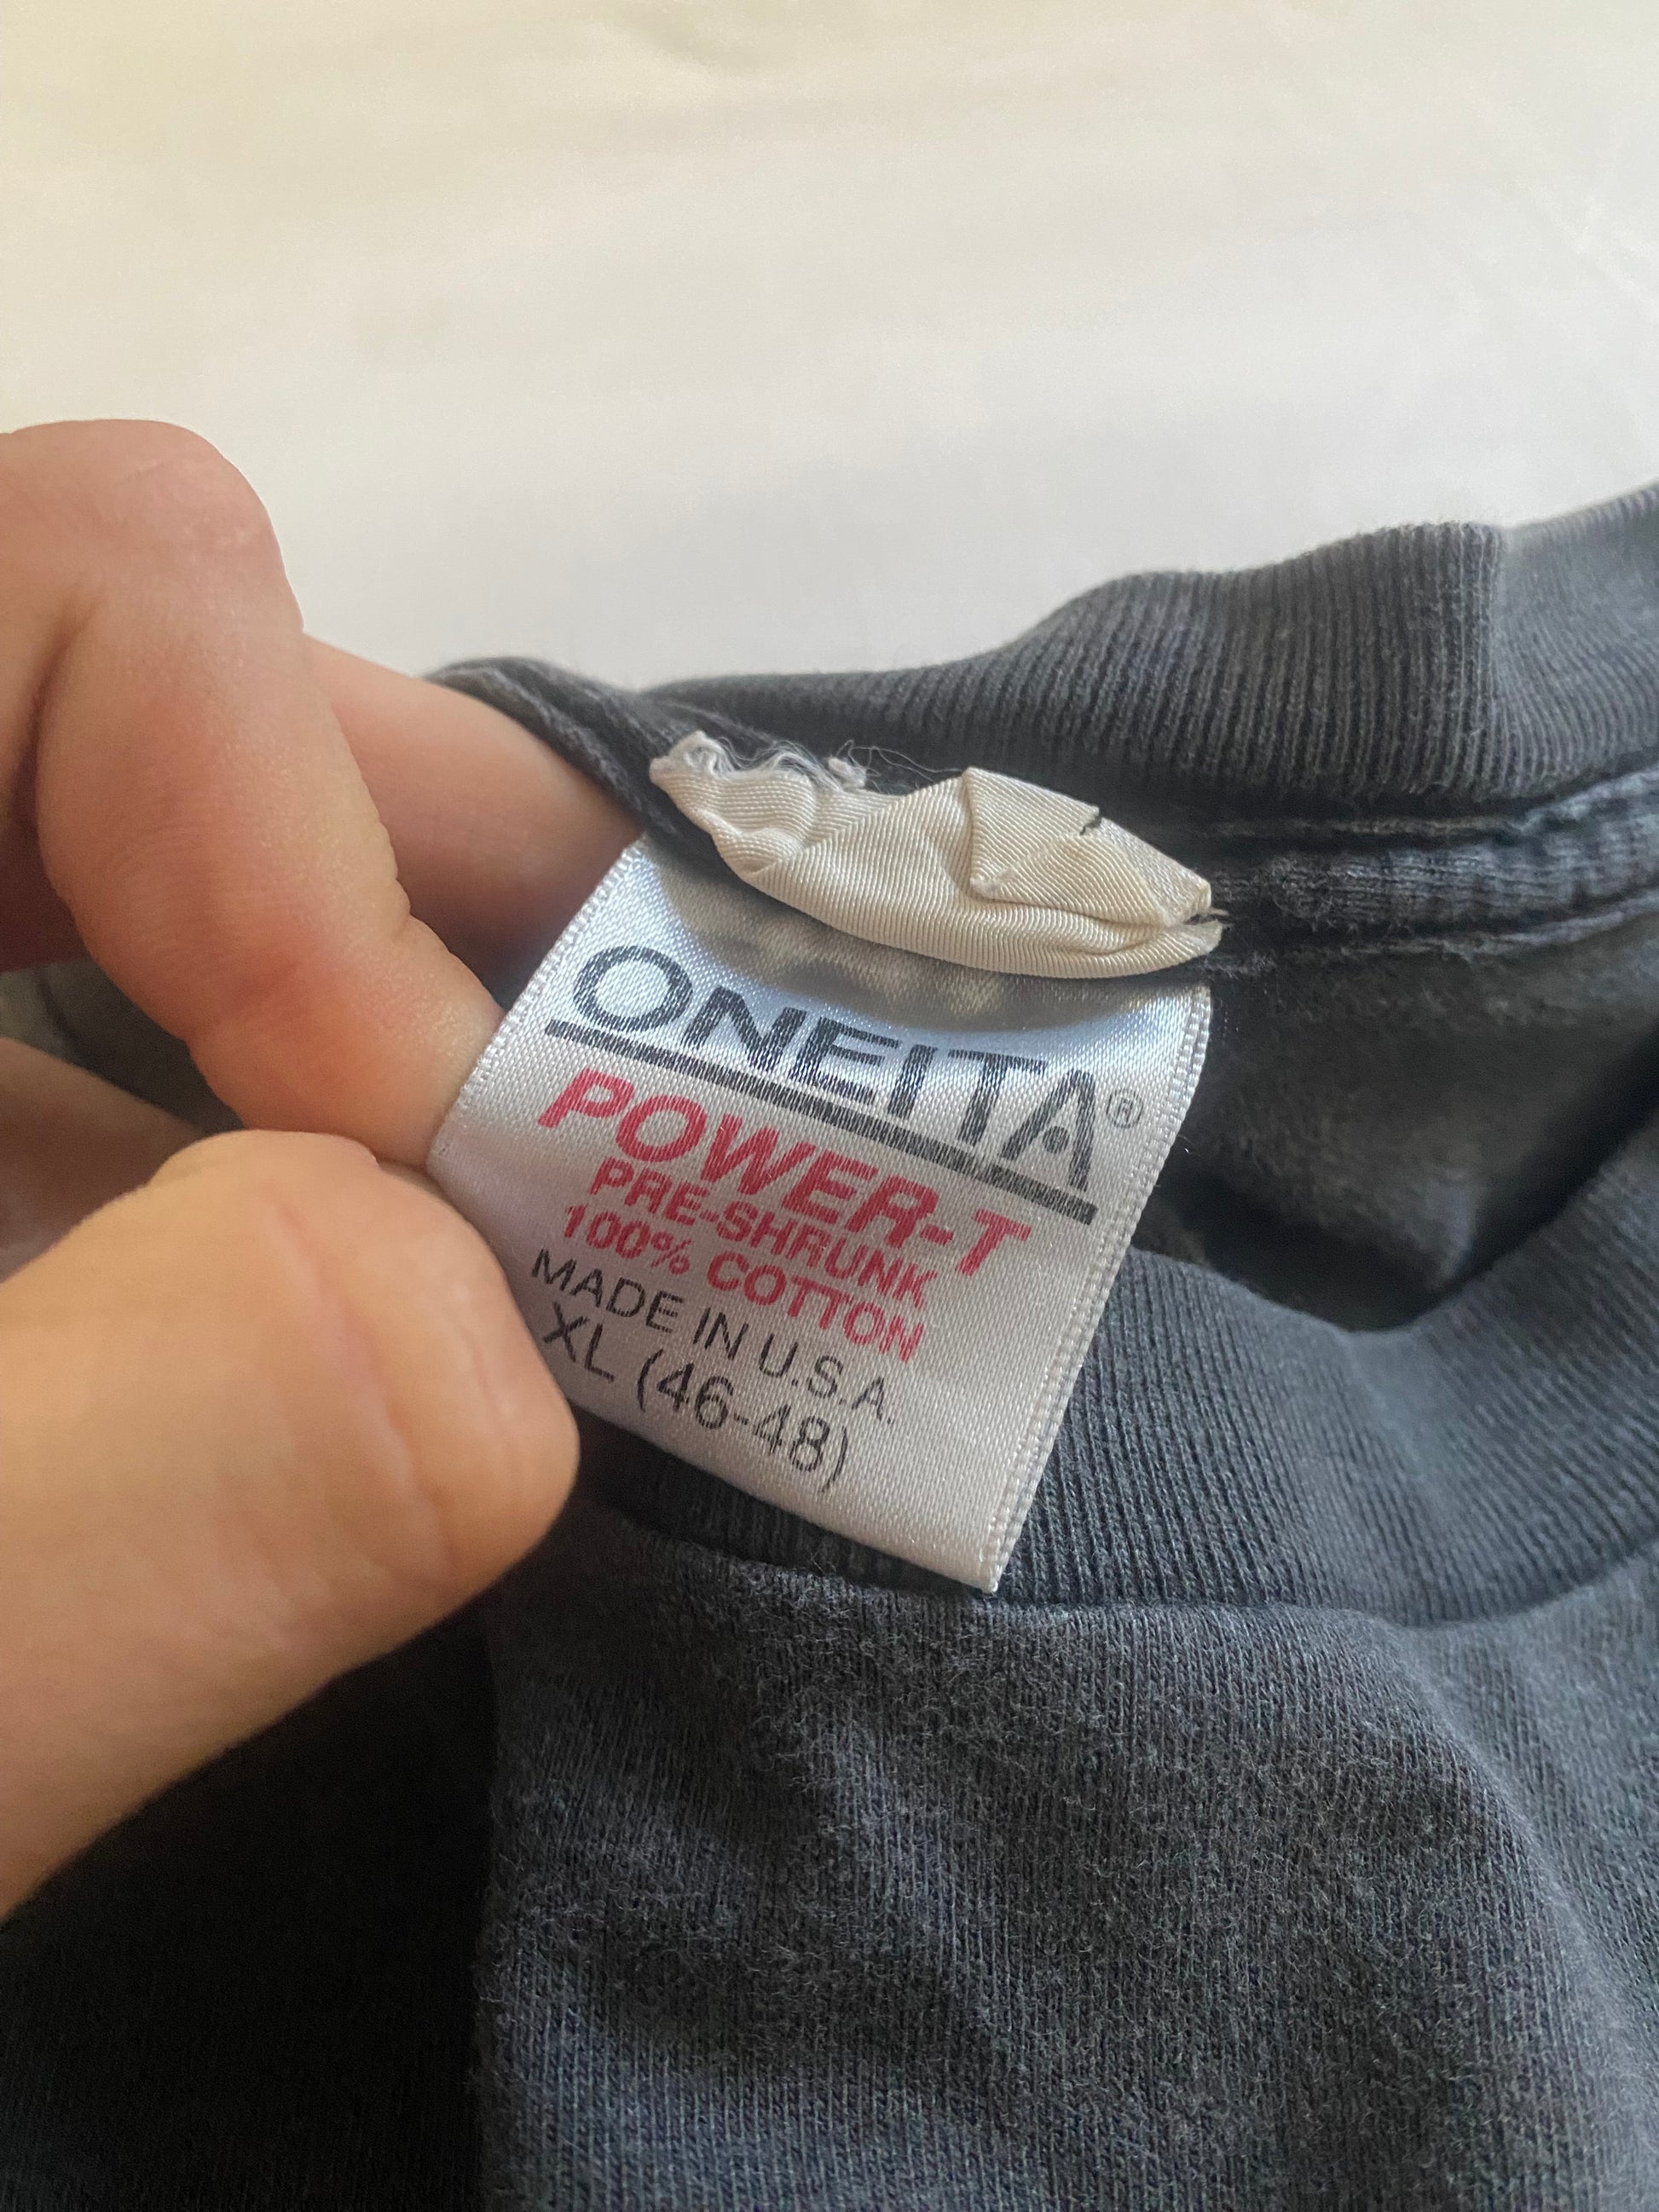 ONEITA®
POWER-T
PRE-SHRUNK
100% COTTON
MADE IN U.S.A.
XL (46-48)